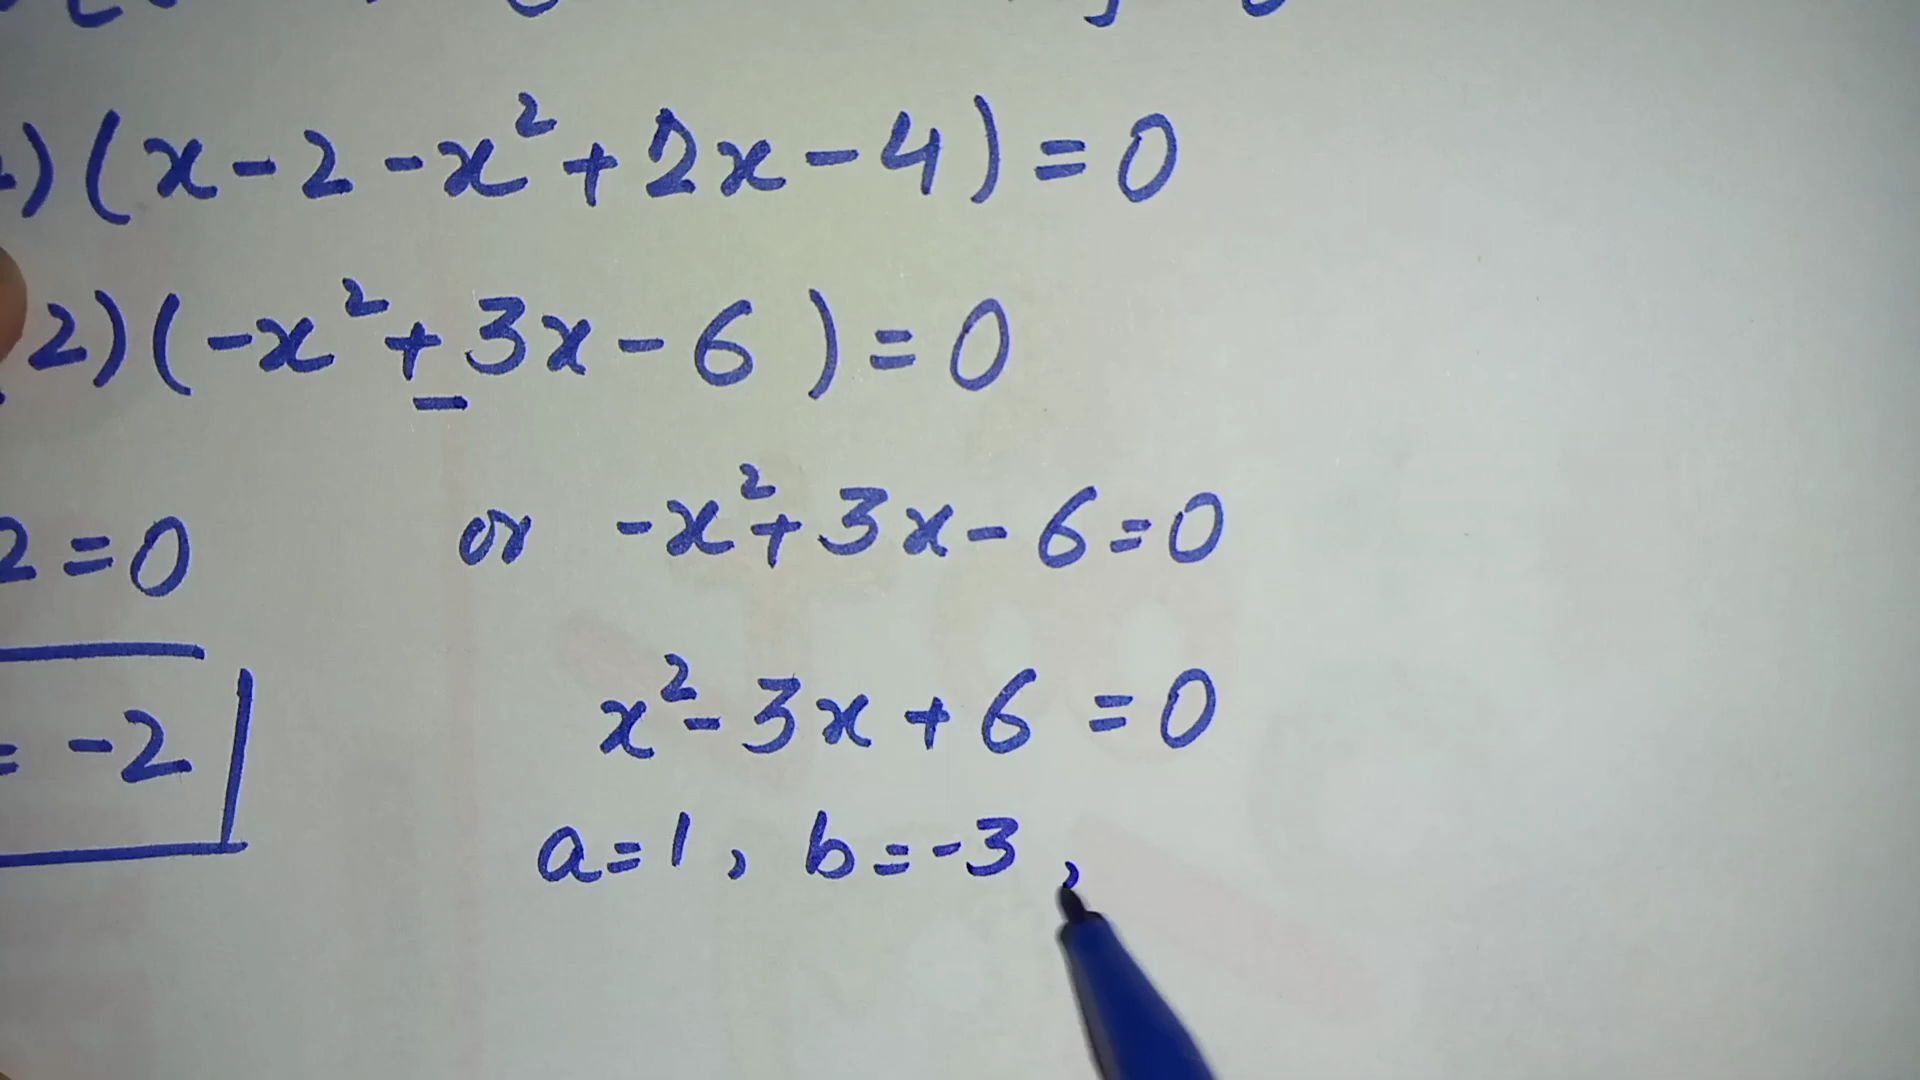 )(x-2-x²+2x-4)=0
2)(-x²+3x-6)=0
2=0 or -x²+3x-6=0
x²-3x+6=0
= -2
a=1, b=-3,